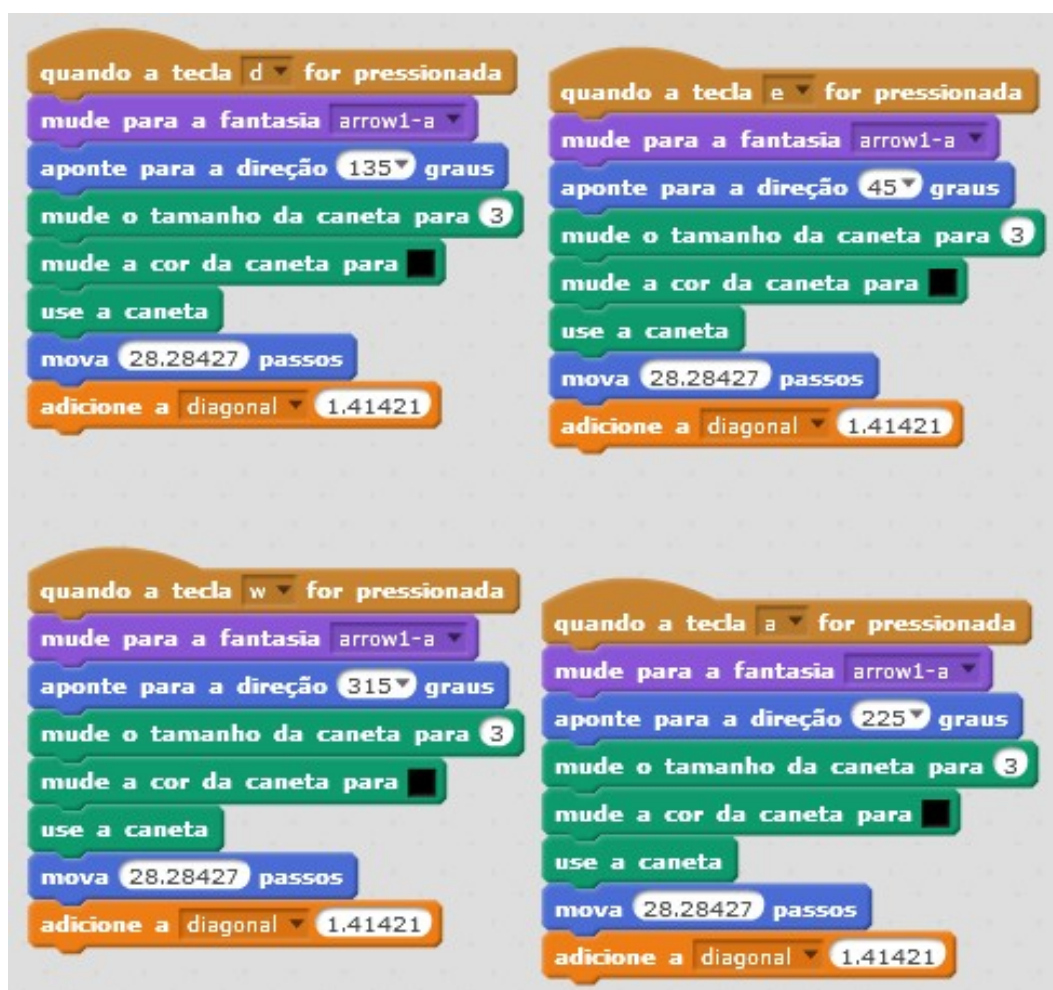 quando a tecla d for pressionada
mude para a fantasia arrow1-a
aponte para a direção 135 graus
mude o tamanho da caneta para 3
mude a cor da caneta para
use a caneta
mova 28.28427 passos
adicione a diagonal 1.41421
quando a tecla e for pressionada
mude para a fantasia arrow1-a
aponte para a direção 45 graus
mude o tamanho da caneta para 3
mude a cor da caneta para
use a caneta
mova 28.28427 passos
adicione a diagonal 1.41421
quando a tecla w for pressionada
mude para a fantasia arrow1-a
aponte para a direção 315 graus
mude o tamanho da caneta para 3
mude a cor da caneta para
use a caneta
mova 28.28427 passos
adicione a diagonal 1.41421
quando a tecla a for pressionada
mude para a fantasia arrow1-a
aponte para a direção 225 graus
mude o tamanho da caneta para 3
mude a cor da caneta para
use a caneta
mova 28.28427 passos
adicione a diagonal 1.41421